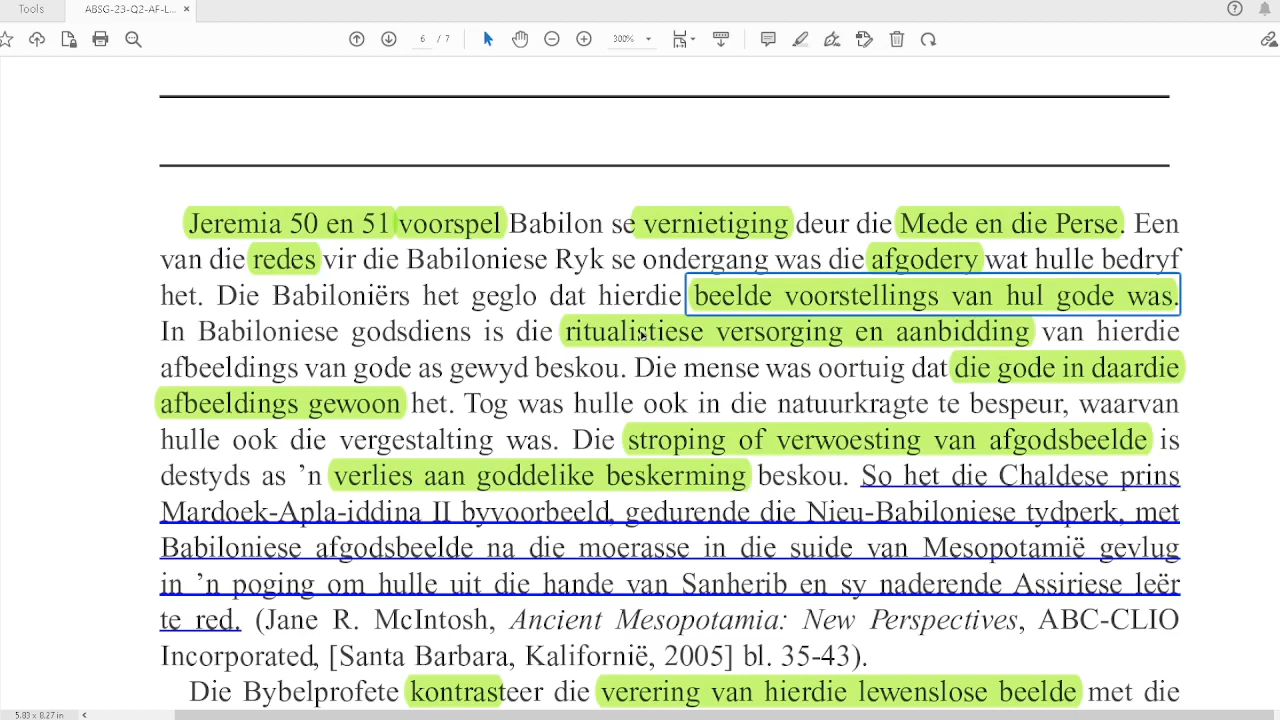 Tools
ABSG-23-Q2-AF-L... ×
6 / 7
300%
Jeremia 50 en 51 voorspel Babilon se vernietiging deur die Mede en die Perse. Een
van die redes vir die Babiloniese Ryk se ondergang was die afgodery wat hulle bedryf
het. Die Babiloniërs het geglo dat hierdie beelde voorstellings van hul gode was.
In Babiloniese godsdiens is die ritualistiese versorging en aanbidding van hierdie
afbeeldings van gode as gewyd beskou. Die mense was oortuig dat die gode in daardie
afbeeldings gewoon het. Tog was hulle ook in die natuurkragte te bespeur, waarvan
hulle ook die vergestalting was. Die stroping of verwoesting van afgodsbeelde is
destyds as ’n verlies aan goddelike beskerming beskou. So het die Chaldese prins
Mardoek-Apla-iddina II byvoorbeeld, gedurende die Nieu-Babiloniese tydperk, met
Babiloniese afgodsbeelde na die moerasse in die suide van Mesopotamië gevlug
in ’n poging om hulle uit die hande van Sanherib en sy naderende Assiriese leër
te red. (Jane R. McIntosh, Ancient Mesopotamia: New Perspectives, ABC-CLIO
Incorporated, [Santa Barbara, Kalifornië, 2005] bl. 35-43).
Die Bybelprofete kontrasteer die verering van hierdie lewenslose beelde met die
5.83 x 8.27 in